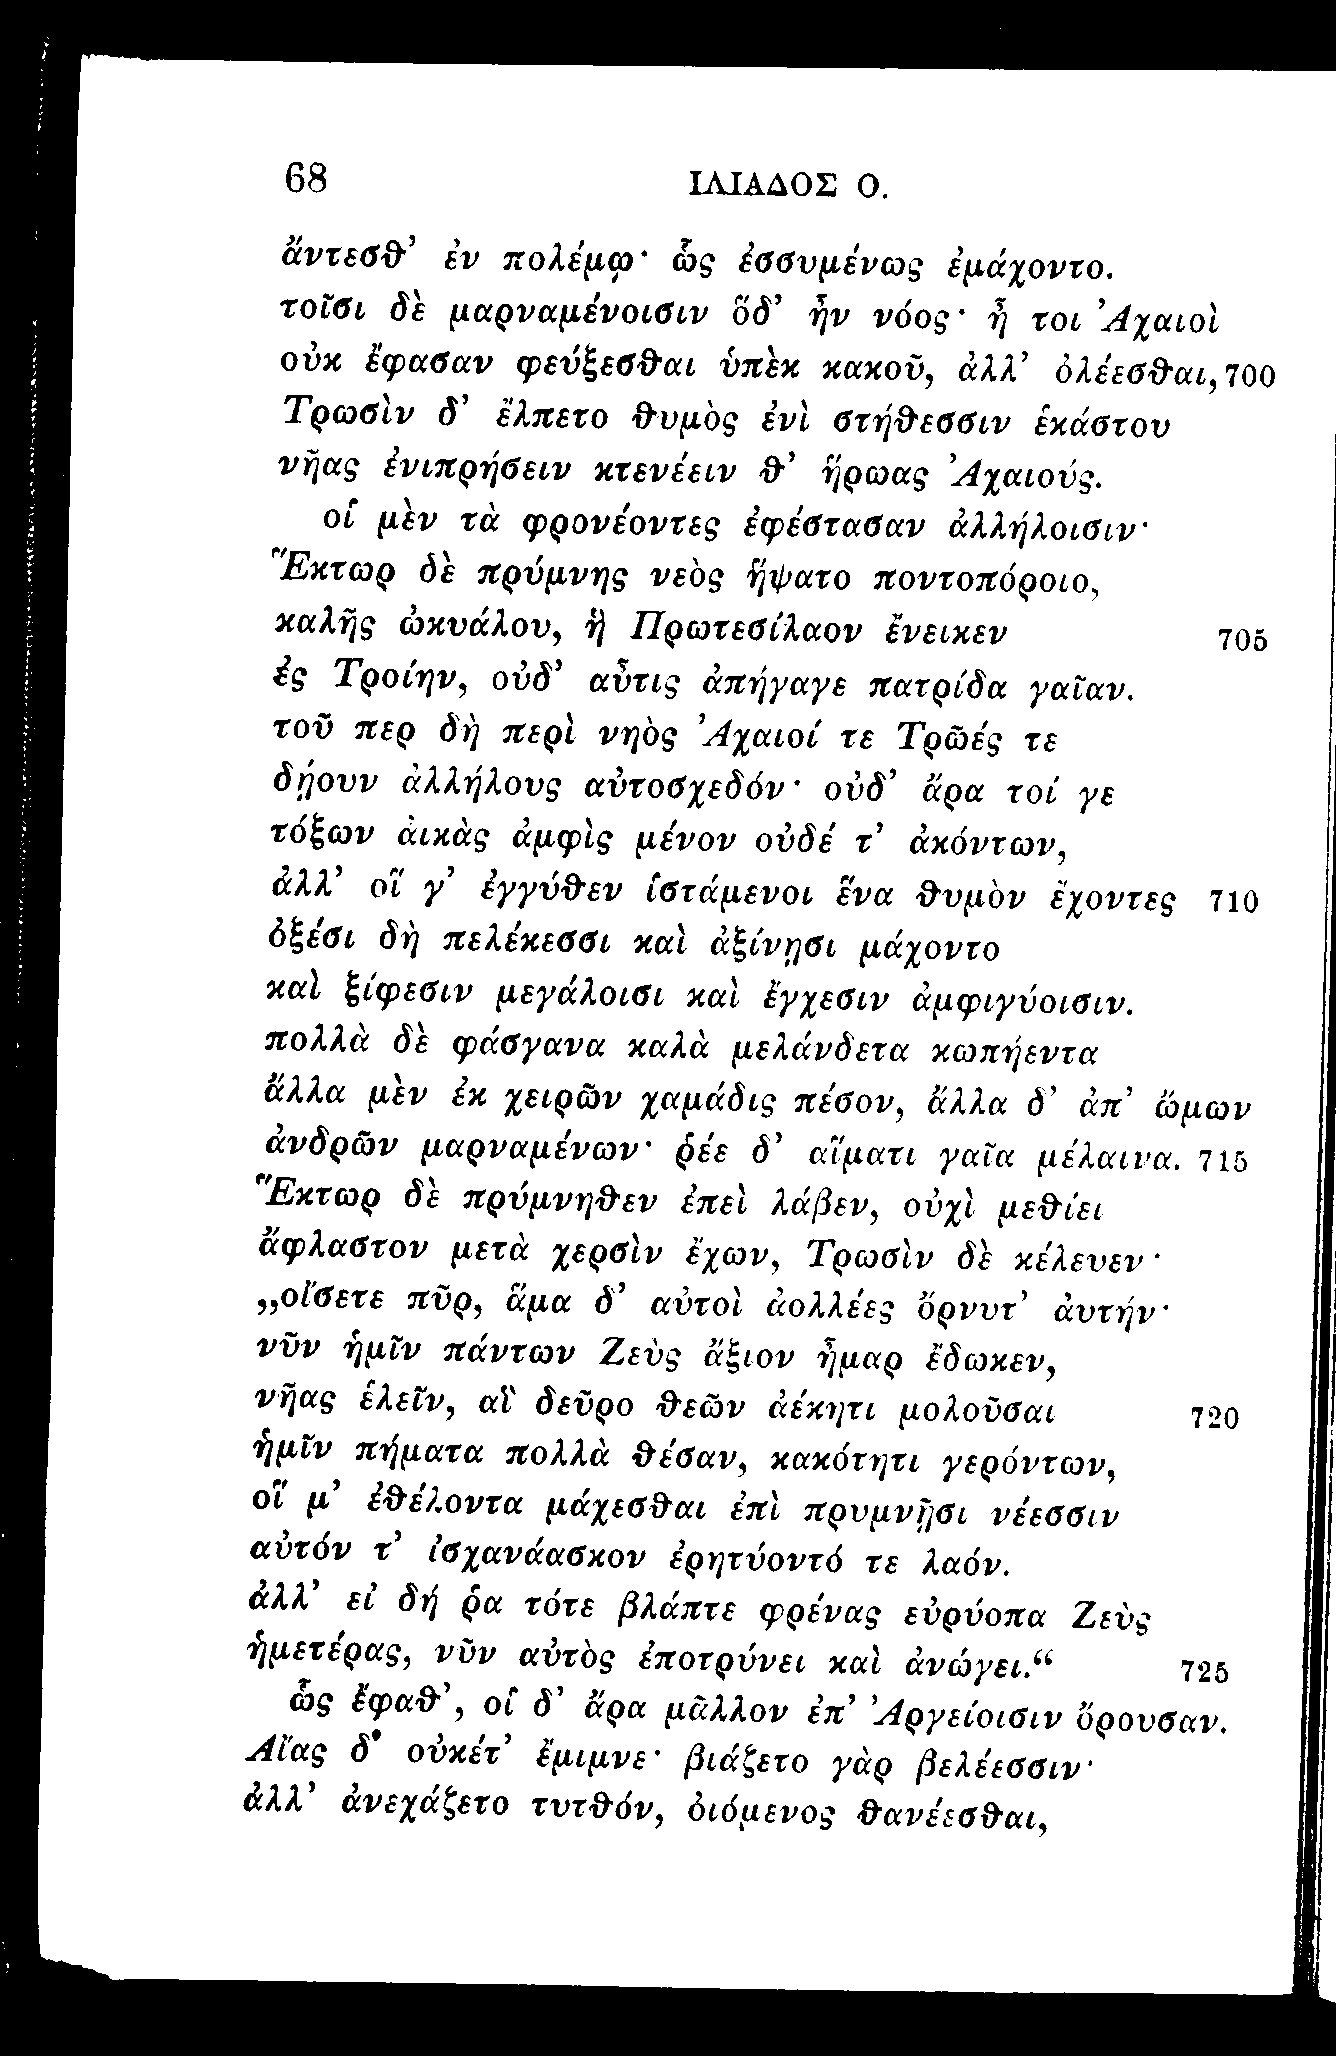 68 ΙΛΙΑΔΟΣ Ο.
ἄντεσθ’ ἐν πολέμῳ· ὣς ἐσσυμένως ἐμάχοντο.
τοῖσι δὲ μαρναμένοισιν ὅδ’ ἦν νόος· ἦ τοι Ἀχαιοὶ
οὐκ ἔφασαν φεύξεσθαι ὑπὲκ κακοῦ, ἀλλ’ ὀλέεσθαι, 700
Τρωσὶν δ’ ἔλπετο θυμὸς ἐνὶ στήθεσσιν ἑκάστου
νῆας ἐνιπρήσειν κτενέειν θ’ ἥρωας Ἀχαιούς.
οἱ μὲν τὰ φρονέοντες ἐφέστασαν ἀλλήλοισιν·
Ἕκτωρ δὲ πρύμνης νεὸς ἥψατο ποντοπόροιο,
καλῆς ὠκυάλου, ἣ Πρωτεσίλαον ἔνεικεν 705
ἐς Τροίην, οὐδ’ αὖτις ἀπήγαγε πατρίδα γαῖαν.
τοῦ περ δὴ περὶ νηὸς Ἀχαιοί τε Τρῶές τε
δῄουν ἀλλήλους αὐτοσχεδόν· οὐδ’ ἄρα τοί γε
τόξων ἀικὰς ἀμφὶς μένον οὐδέ τ’ ἀκόντων,
ἀλλ’ οἵ γ’ ἐγγύθεν ἱστάμενοι ἕνα θυμὸν ἔχοντες 710
ὀξέσι δὴ πελέκεσσι καὶ ἀξίνῃσι μάχοντο
καὶ ξίφεσιν μεγάλοισι καὶ ἔγχεσιν ἀμφιγύοισιν.
πολλὰ δὲ φάσγανα καλὰ μελάνδετα κωπήεντα
ἄλλα μὲν ἐκ χειρῶν χαμάδις πέσον, ἄλλα δ’ ἀπ’ ὤμων
ἀνδρῶν μαρναμένων· ῥέε δ’ αἵματι γαῖα μέλαινα. 715
Ἕκτωρ δὲ πρύμνηθεν ἐπεὶ λάβεν, οὐχὶ μεθίει
ἄφλαστον μετὰ χερσὶν ἔχων, Τρωσὶν δὲ κέλευεν·
„οἴσετε πῦρ, ἅμα δ’ αὐτοὶ ἀολλέες ὄρνυτ’ ἀυτήν·
νῦν ἡμῖν πάντων Ζεὺς ἄξιον ἦμαρ ἔδωκεν,
νῆας ἑλεῖν, αἳ δεῦρο θεῶν ἀέκητι μολοῦσαι 720
ἡμῖν πήματα πολλὰ θέσαν, κακότητι γερόντων,
οἵ μ’ ἐθέλοντα μάχεσθαι ἐπὶ πρυμνῇσι νέεσσιν
αὐτόν τ’ ἰσχανάασκον ἐρητύοντό τε λαόν.
ἀλλ’ εἰ δή ῥα τότε βλάπτε φρένας εὐρύοπα Ζεὺς
ἡμετέρας, νῦν αὐτὸς ἐποτρύνει καὶ ἀνώγει.“ 725
ὣς ἔφαθ’, οἱ δ’ ἄρα μᾶλλον ἐπ’ Ἀργείοισιν ὄρουσαν.
Αἴας δ’ οὐκέτ’ ἔμιμνε· βιάζετο γὰρ βελέεσσιν·
ἀλλ’ ἀνεχάζετο τυτθόν, ὀιόμενος θανέεσθαι,